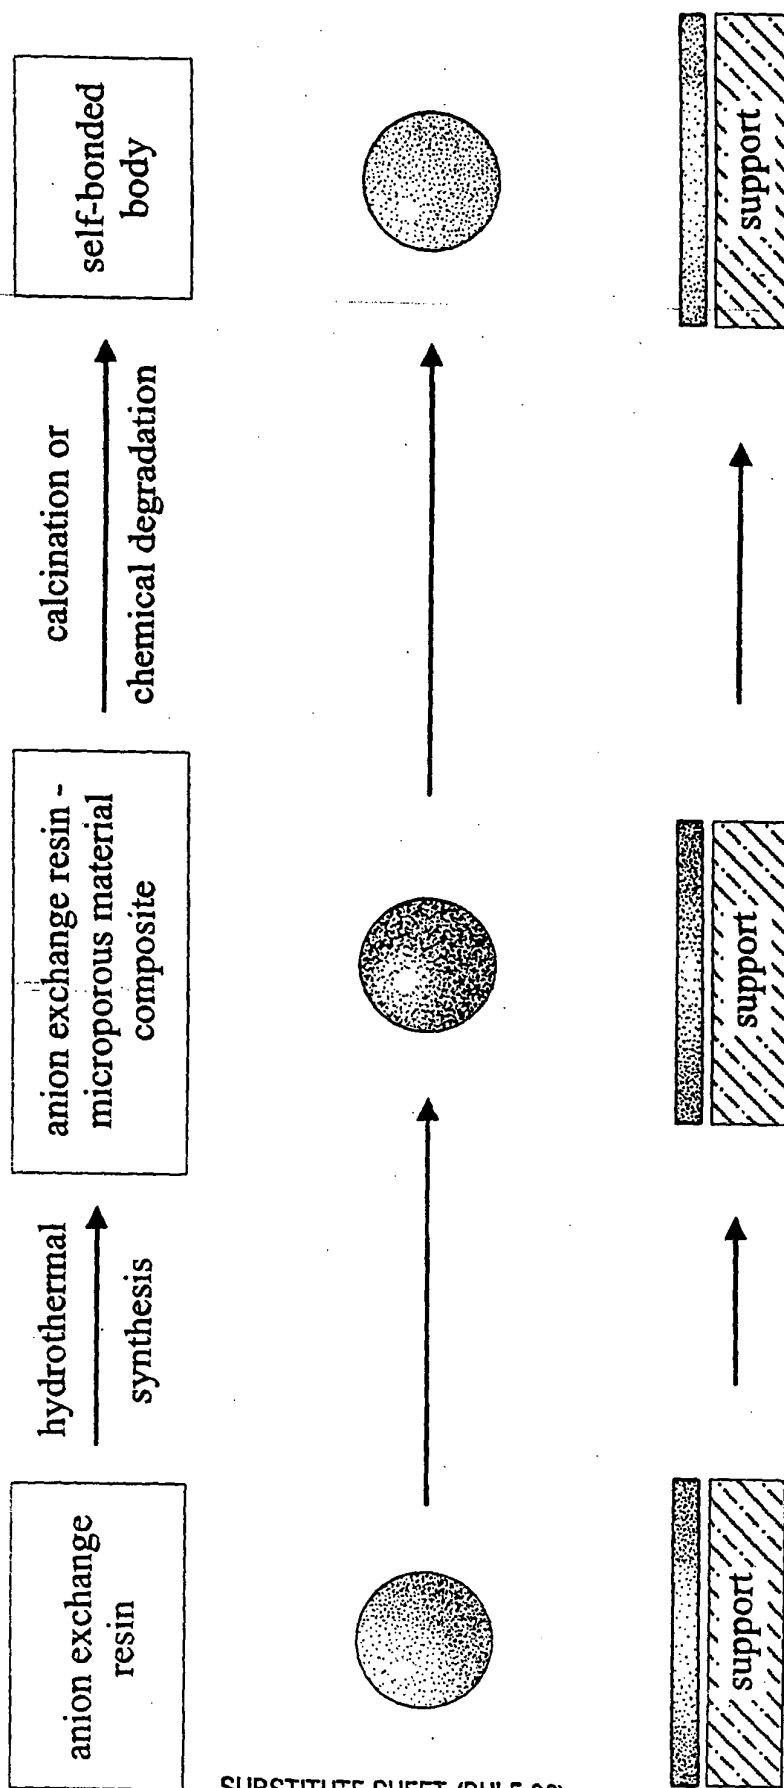 anion exchange
resin
hydrothermal
synthesis
anion exchange resin -
microporous material
composite
calcination or
chemical degradation
self-bonded
body
support
support
support